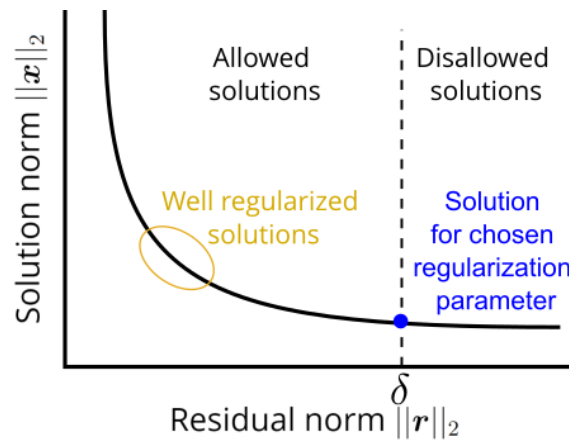 Allowed
solutions
Disallowed
solutions
Solution norm ||x||₂
Well regularized
solutions
Solution
for chosen
regularization
parameter
δ
Residual norm ||r||₂